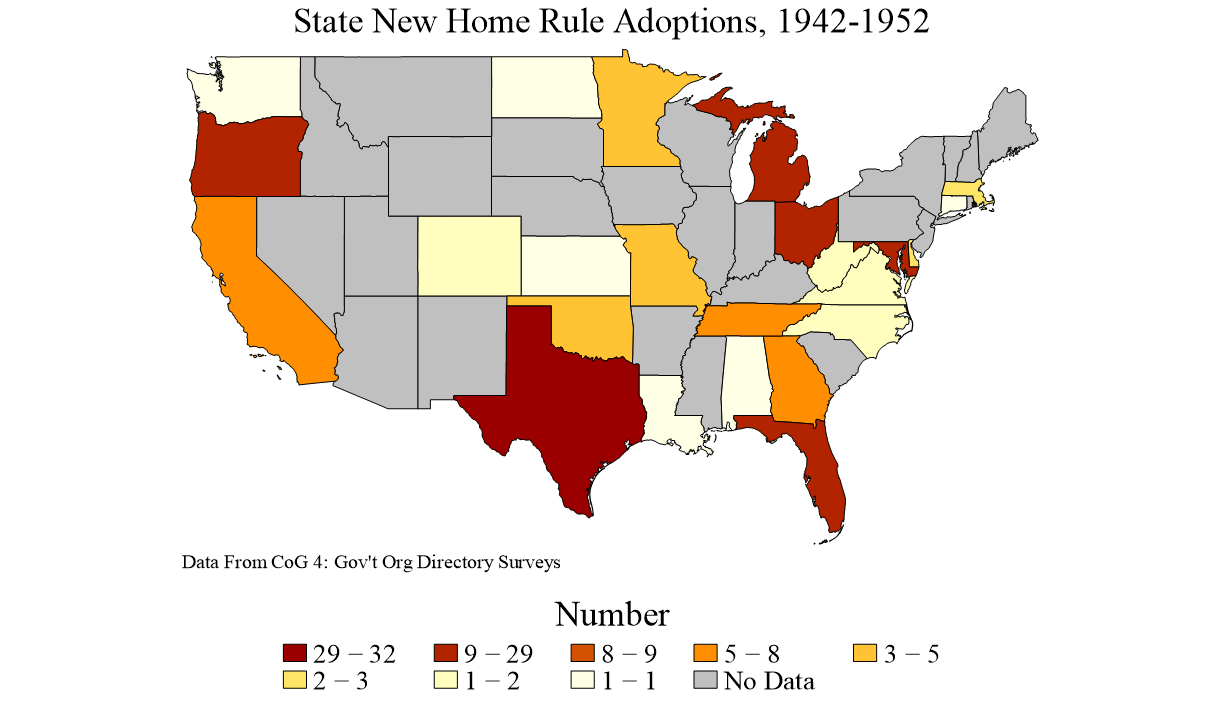 State New Home Rule Adoptions, 1942-1952
Data From CoG 4: Gov't Org Directory Surveys
Number
29 − 32 9 − 29 8 − 9 5 − 8 3 − 5
2 − 3 1 − 2 1 − 1 No Data